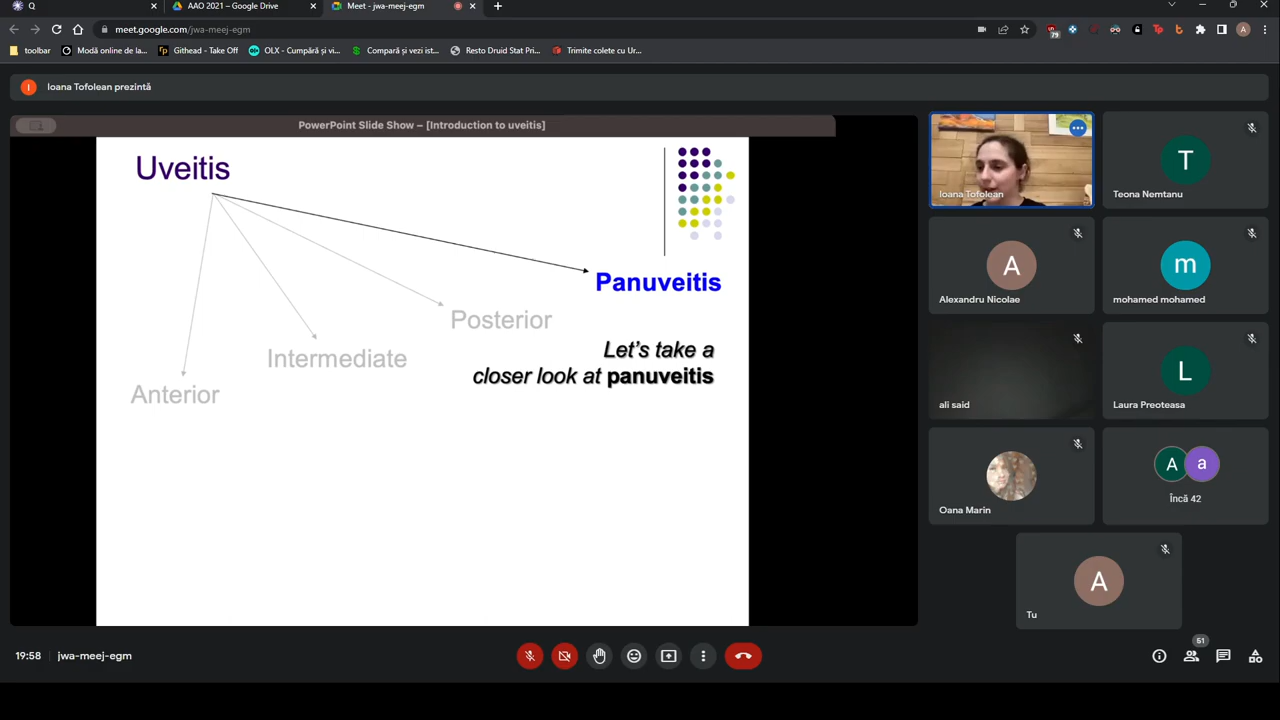 Q
AAO 2021 – Google Drive
Meet - jwa-meej-egm
meet.google.com/jwa-meej-egm
79
A
toolbar
Modă online de la...
Githead - Take Off
OLX - Cumpără și vi...
Compară și vezi ist...
Resto Druid Stat Pri...
Trimite colete cu Ur...
I
Ioana Tofolean prezintă
PowerPoint Slide Show – [Introduction to uveitis]
Uveitis
Panuveitis
Posterior
Let's take a
Intermediate
closer look at panuveitis
Anterior
Ioana Tofolean
T
Teona Nemtanu
A
Alexandru Nicolae
m
mohamed mohamed
ali said
L
Laura Preoteasa
Oana Marin
A
a
Încă 42
A
Tu
19:58
jwa-meej-egm
51